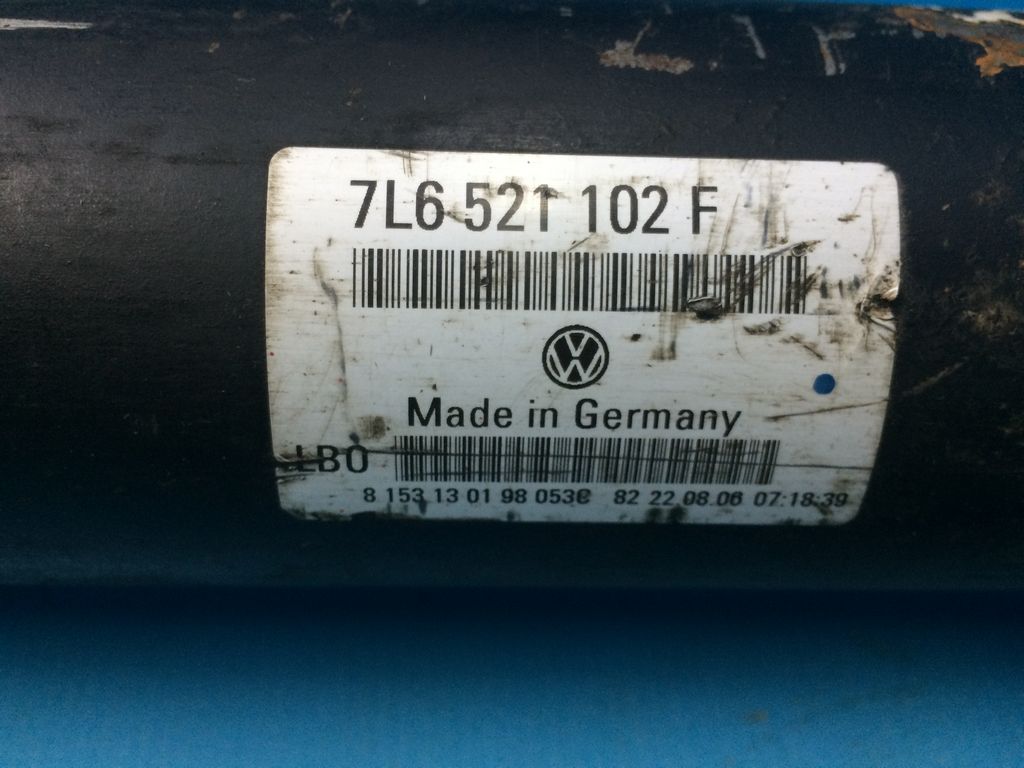 7L6 521 102 F
Made in Germany
LBO
8 153 13 01 98 053C 82 22.08.06 07:18:39